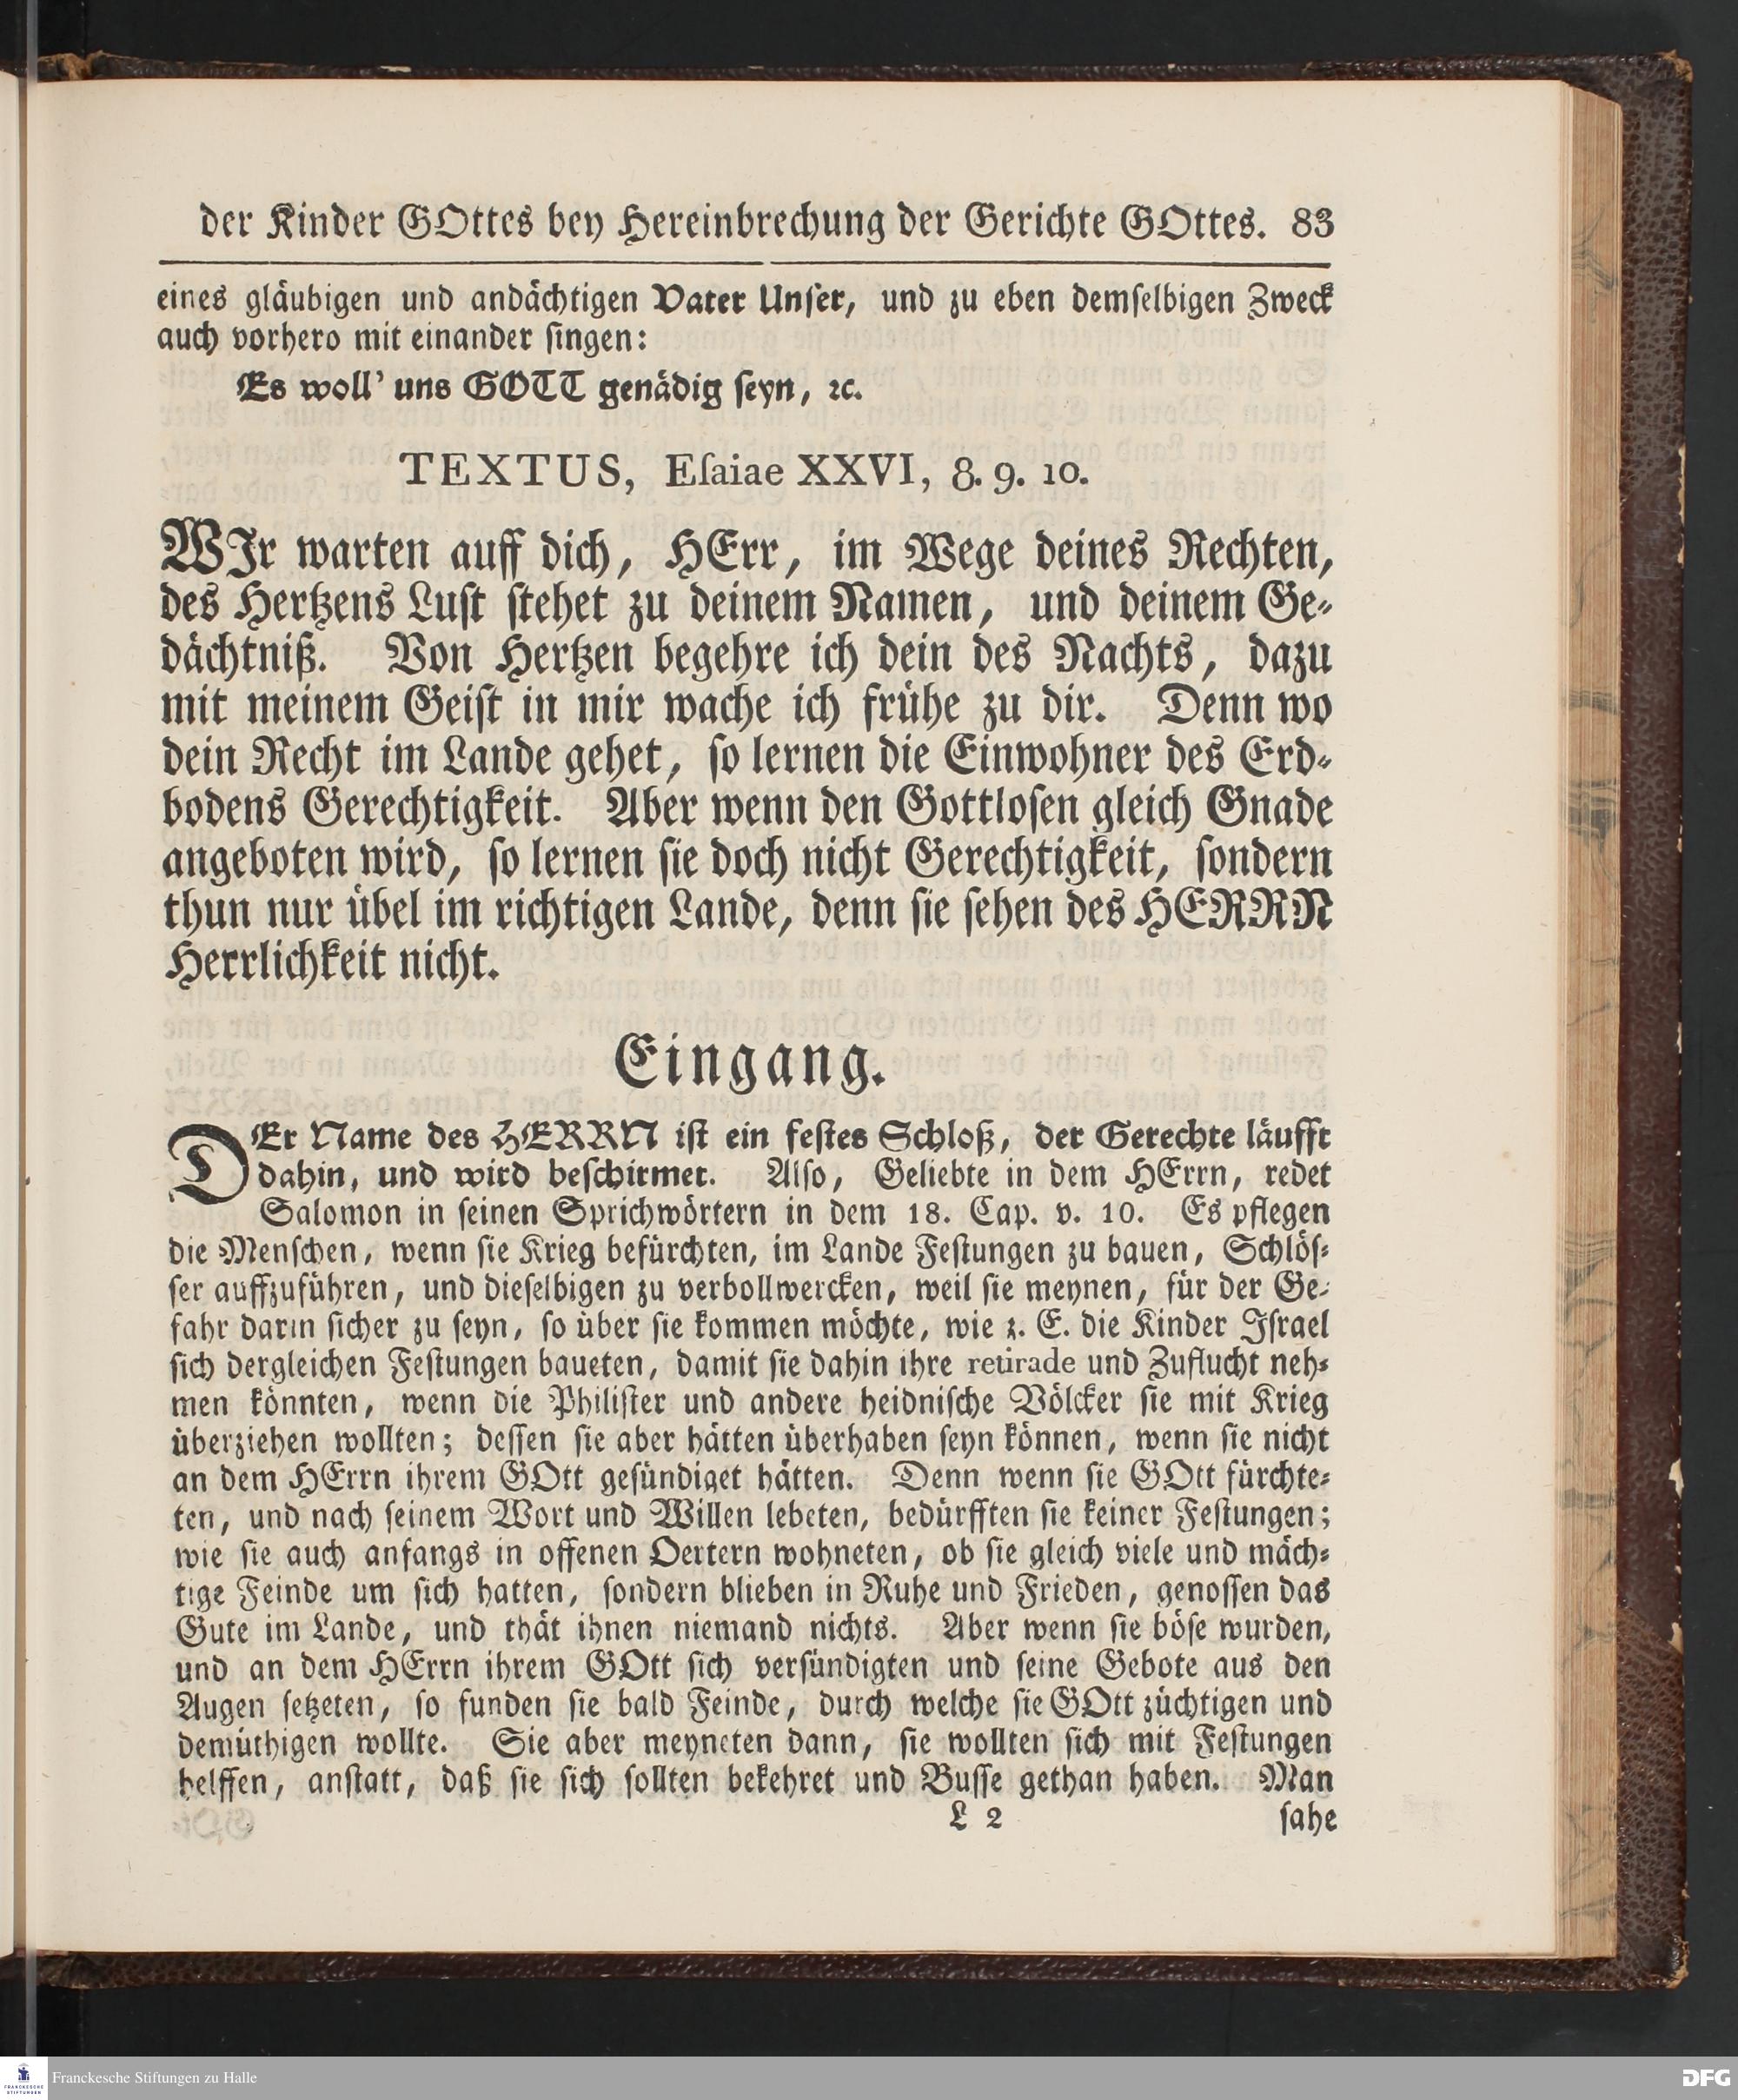 der Kinder GOttes bey Hereinbrechung der Gerichte GOttes. 83
eines gläubigen und andächtigen Vater Unſer, und zu eben demſelbigen Zweck
auch vorhero mit einander ſingen:
Es woll' uns GOTT genädig ſeyn, ꝛc.
TEXTUS, Eſaiae XXVI, 8. 9. 10.
WIr warten auff dich, HErr, im Wege deines Rechten,
des Hertzens Luſt ſtehet zu deinem Namen, und deinem Ge-
dächtniß. Von Hertzen begehre ich dein des Nachts, dazu
mit meinem Geiſt in mir wache ich frühe zu dir. Denn wo
dein Recht im Lande gehet, ſo lernen die Einwohner des Erd-
bodens Gerechtigkeit. Aber wenn den Gottloſen gleich Gnade
angeboten wird, ſo lernen ſie doch nicht Gerechtigkeit, ſondern
thun nur übel im richtigen Lande, denn ſie ſehen des HERRN
Herrlichkeit nicht.
Eingang.
DEr Name des HERRN iſt ein feſtes Schloß, der Gerechte läufft
dahin, und wird beſchirmet. Alſo, Geliebte in dem HErrn, redet
Salomon in ſeinen Sprichwörtern in dem 18. Cap. v. 10. Es pflegen
die Menſchen, wenn ſie Krieg befürchten, im Lande Feſtungen zu bauen, Schlöſ-
ſer auffzuführen, und dieſelbigen zu verbollwercken, weil ſie meynen, für der Ge-
fahr darin ſicher zu ſeyn, ſo über ſie kommen möchte, wie z. E. die Kinder Iſrael
ſich dergleichen Feſtungen baueten, damit ſie dahin ihre retirade und Zuflucht neh-
men könnten, wenn die Philiſter und andere heidniſche Völcker ſie mit Krieg
überziehen wollten; deſſen ſie aber hätten überhaben ſeyn können, wenn ſie nicht
an dem HErrn ihrem GOtt geſündiget hätten. Denn wenn ſie GOtt fürchte-
ten, und nach ſeinem Wort und Willen lebeten, bedürfften ſie keiner Feſtungen;
wie ſie auch anfangs in offenen Oertern wohneten, ob ſie gleich viele und mäch-
tige Feinde um ſich hatten, ſondern blieben in Ruhe und Frieden, genoſſen das
Gute im Lande, und thät ihnen niemand nichts. Aber wenn ſie böſe wurden,
und an dem HErrn ihrem GOtt ſich verſündigten und ſeine Gebote aus den
Augen ſetzeten, ſo funden ſie bald Feinde, durch welche ſie GOtt züchtigen und
demüthigen wollte. Sie aber meyneten dann, ſie wollten ſich mit Feſtungen
helffen, anſtatt, daß ſie ſich ſollten bekehret und Buſſe gethan haben. Man
L 2 ſahe
FRANCKESCHE STIFTUNGEN
Franckesche Stiftungen zu Halle
DFG